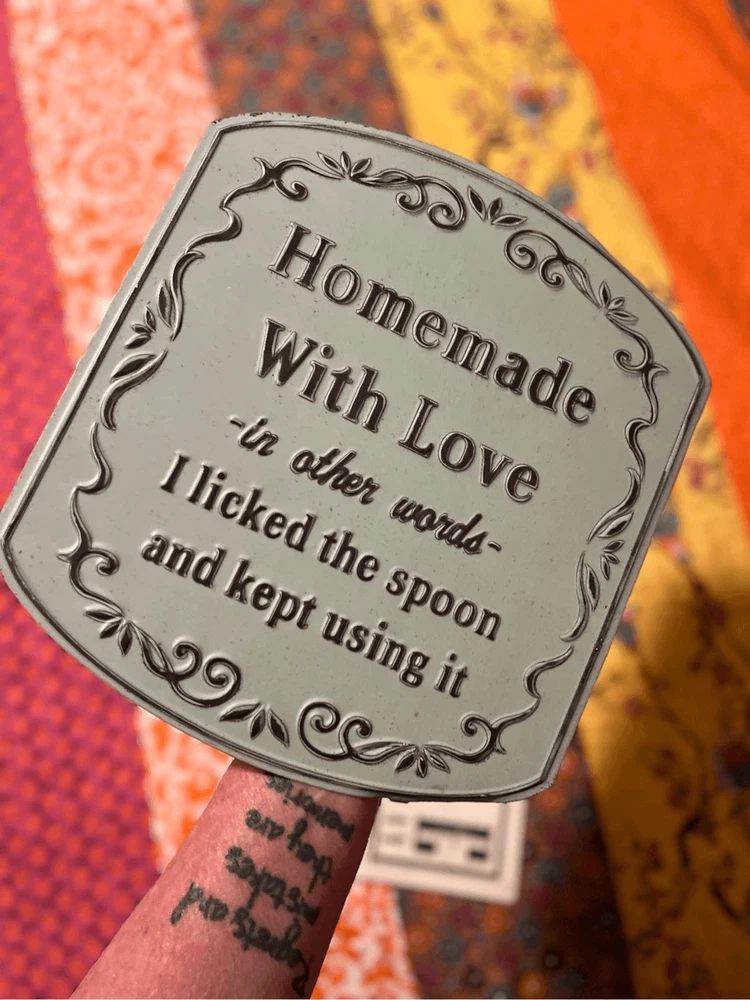 Homemade
With Love
-in other words-
I licked the spoon
and kept using it
Regrets and
mistakes
they are
memories